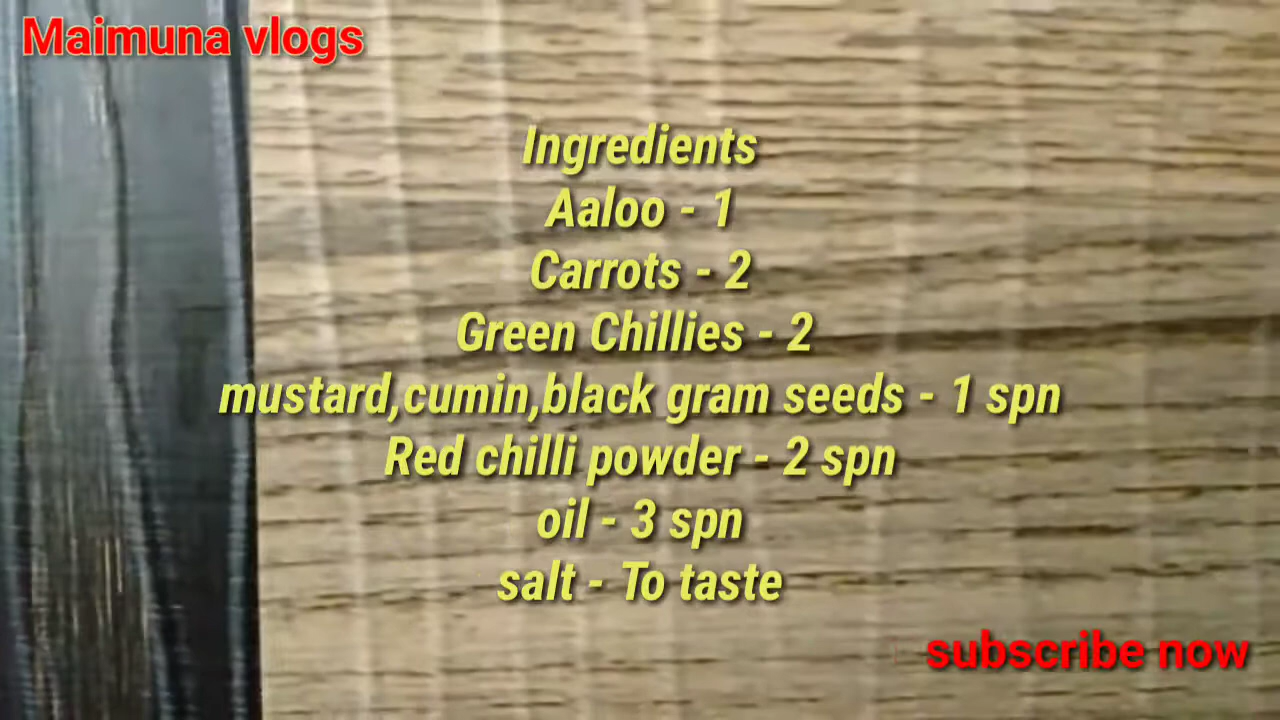 Maimuna vlogs
Ingredients
Aaloo - 1
Carrots - 2
Green Chillies - 2
mustard,cumin,black gram seeds - 1 spn
Red chilli powder - 2 spn
oil - 3 spn
salt - To taste
subscribe now